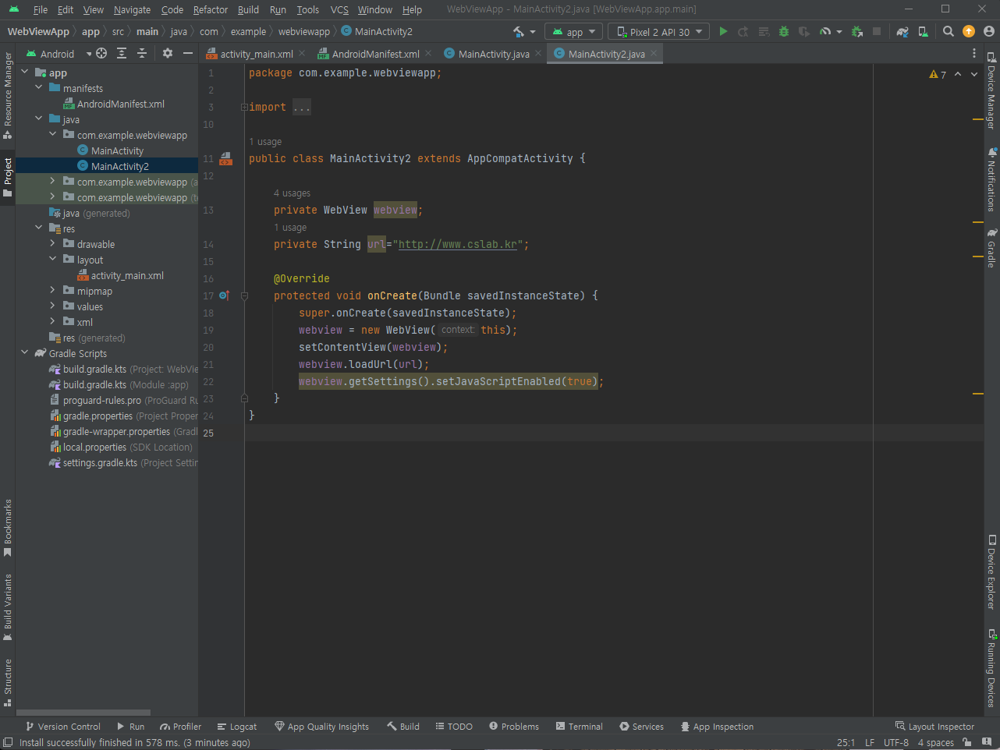 File Edit View Navigate Code Refactor Build Run Tools VCS Window Help WebViewApp - MainActivity2.java [WebViewApp.app.main]
WebViewApp app src main java com example webviewapp MainActivity2 app Pixel 2 API 30
Android activity_main.xml AndroidManifest.xml MainActivity.java MainActivity2.java
Resource Manager
Project
Bookmarks
Build Variants
Structure
app
manifests
AndroidManifest.xml
java
com.example.webviewapp
MainActivity
MainActivity2
com.example.webviewapp (a
com.example.webviewapp (t
java (generated)
res
drawable
layout
activity_main.xml
mipmap
values
xml
res (generated)
Gradle Scripts
build.gradle.kts (Project: WebVie
build.gradle.kts (Module :app)
proguard-rules.pro (ProGuard Ru
gradle.properties (Project Proper
gradle-wrapper.properties (Gradl
local.properties (SDK Location)
settings.gradle.kts (Project Settin
1 package com.example.webviewapp;
2
3 import ...
10
1 usage
11 public class MainActivity2 extends AppCompatActivity {
12
4 usages
13 private WebView webview;
1 usage
14 private String url="http://www.cslab.kr";
15
16 @Override
17 protected void onCreate(Bundle savedInstanceState) {
18 super.onCreate(savedInstanceState);
19 webview = new WebView( context: this);
20 setContentView(webview);
21 webview.loadUrl(url);
22 webview.getSettings().setJavaScriptEnabled(true);
23 }
24 }
25
7
Device Manager
Notifications
Gradle
Device Explorer
Running Devices
Version Control Run Profiler Logcat App Quality Insights Build TODO Problems Terminal Services App Inspection Layout Inspector
Install successfully finished in 578 ms. (3 minutes ago) 25:1 LF UTF-8 4 spaces